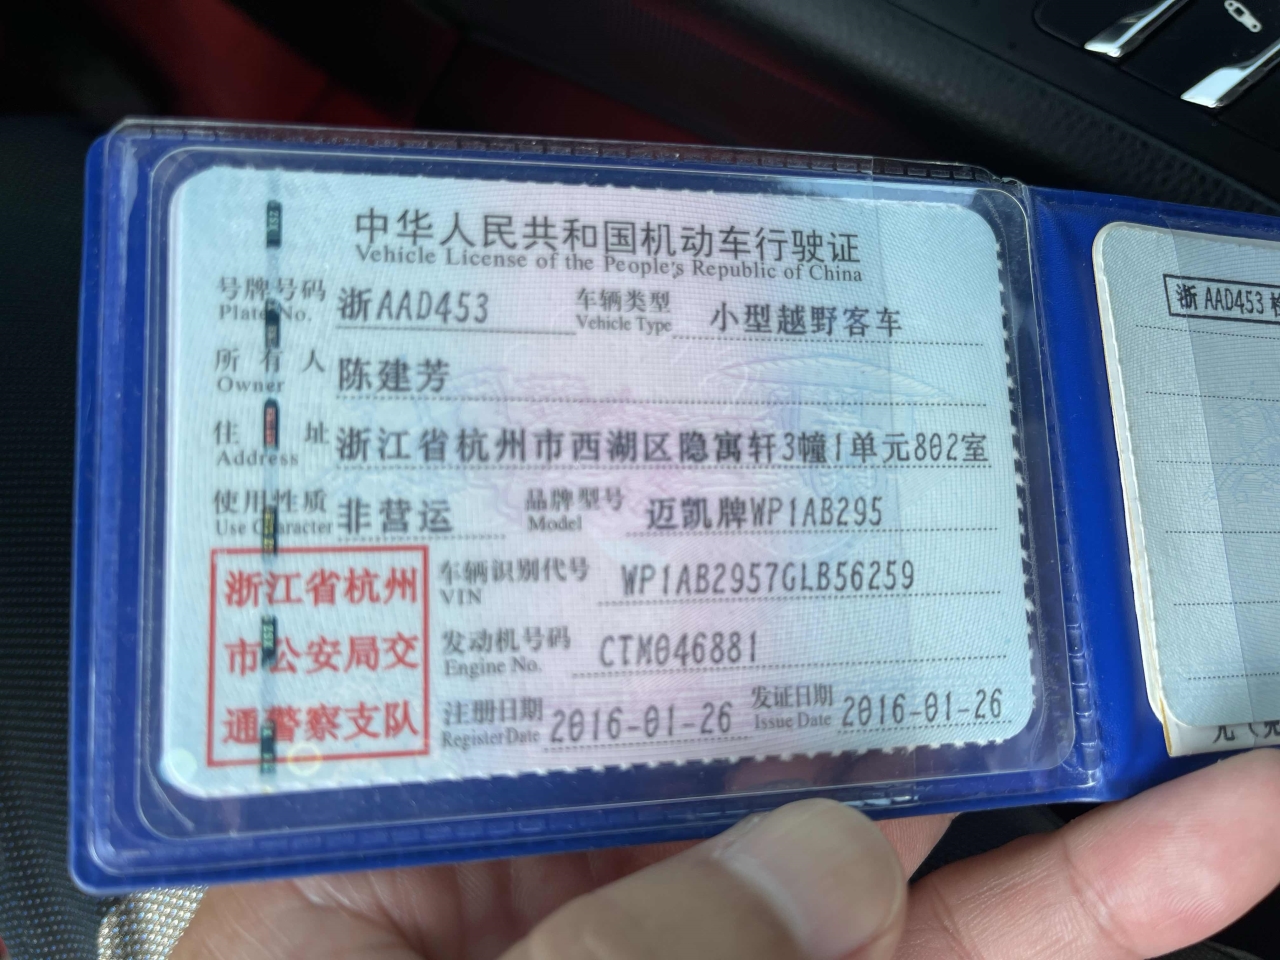 中华人民共和国机动车行驶证
Vehicle License of the People's Republic of China
号牌号码 浙AAD453 车辆类型 小型越野客车
Plate No. Vehicle Type
所有人 陈建芳
Owner
住址 浙江省杭州市西湖区隐寓轩3幢1单元802室
Address
使用性质 非营运 品牌型号 迈凯牌WP1AB295
Use Character Model
浙江省杭州
市公安局交
通警察支队
车辆识别代号 WP1AB2957GLB56259
VIN
发动机号码 CTM046881
Engine No.
注册日期 2016-01-26 发证日期 2016-01-26
Register Date Issue Date
浙AAD453